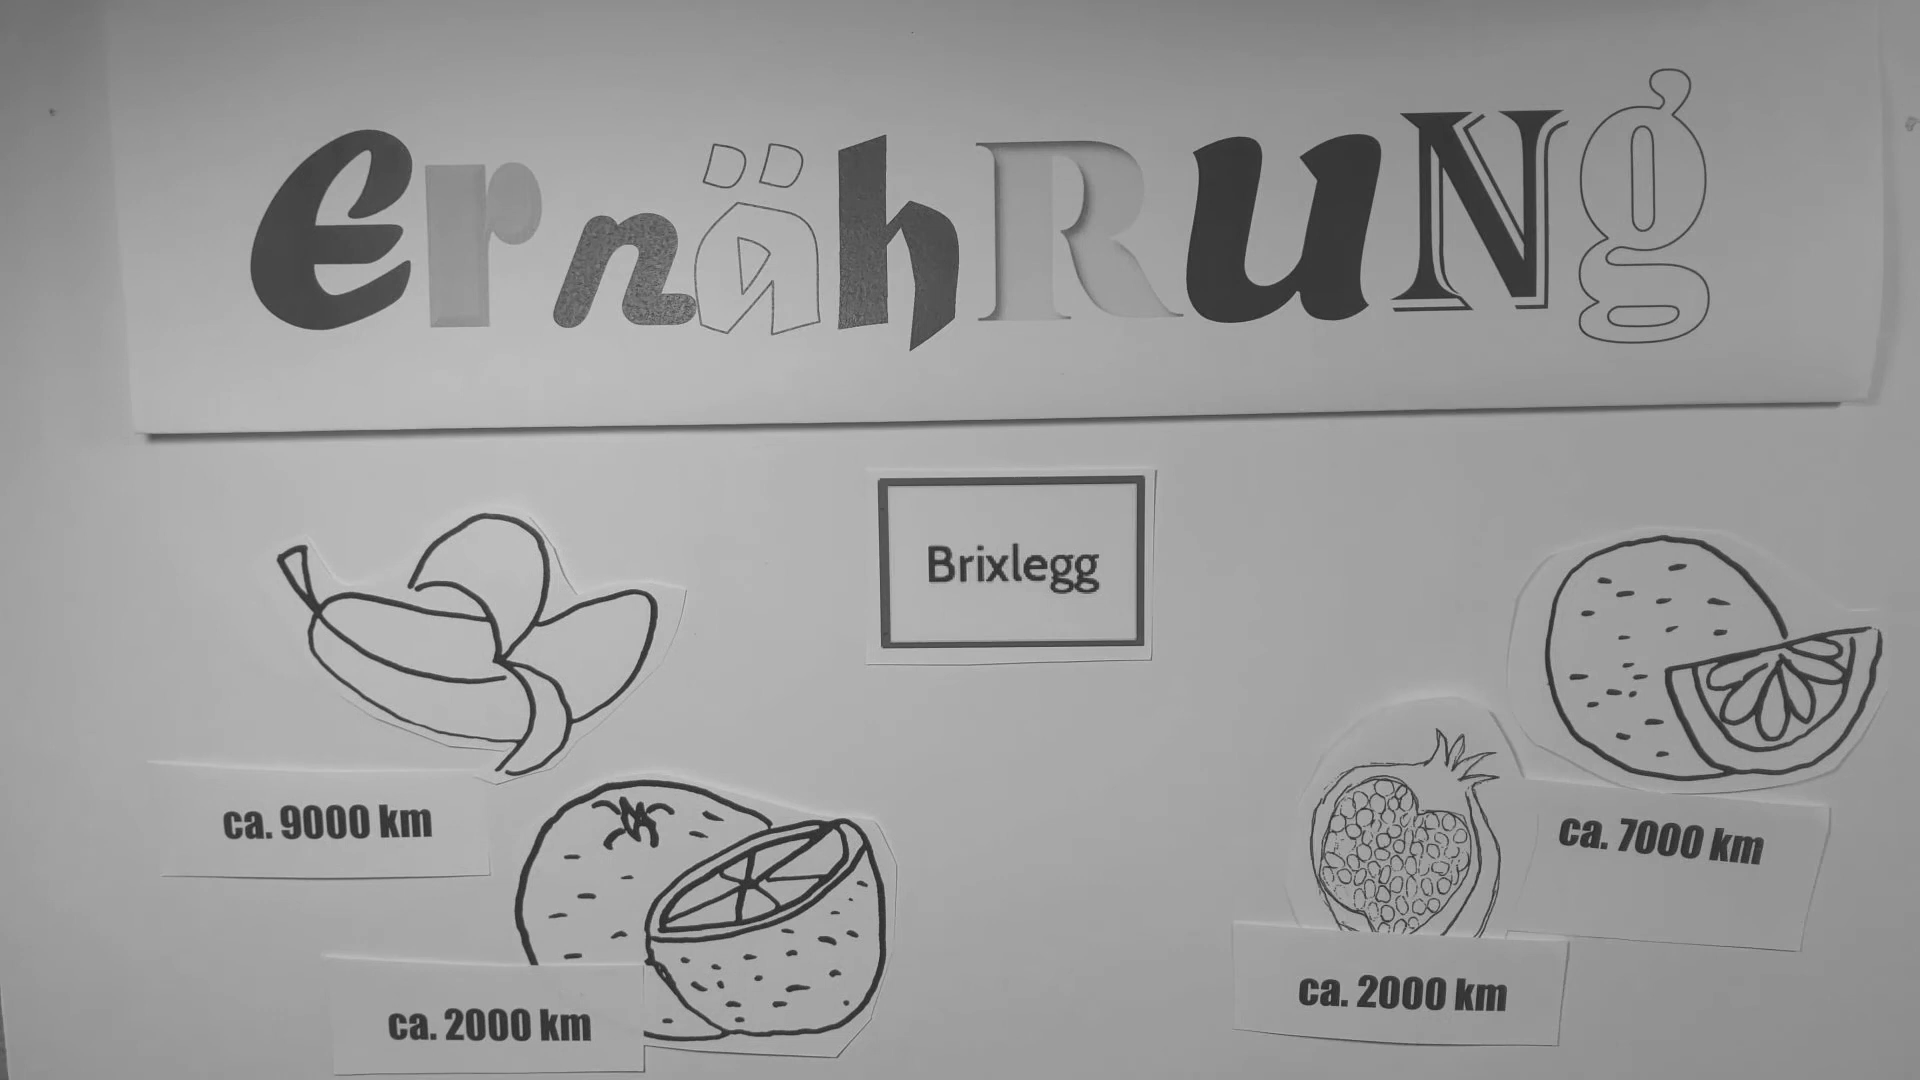 ErnähRuNg
Brixlegg
ca. 9000 km
ca. 7000 km
ca. 2000 km
ca. 2000 km